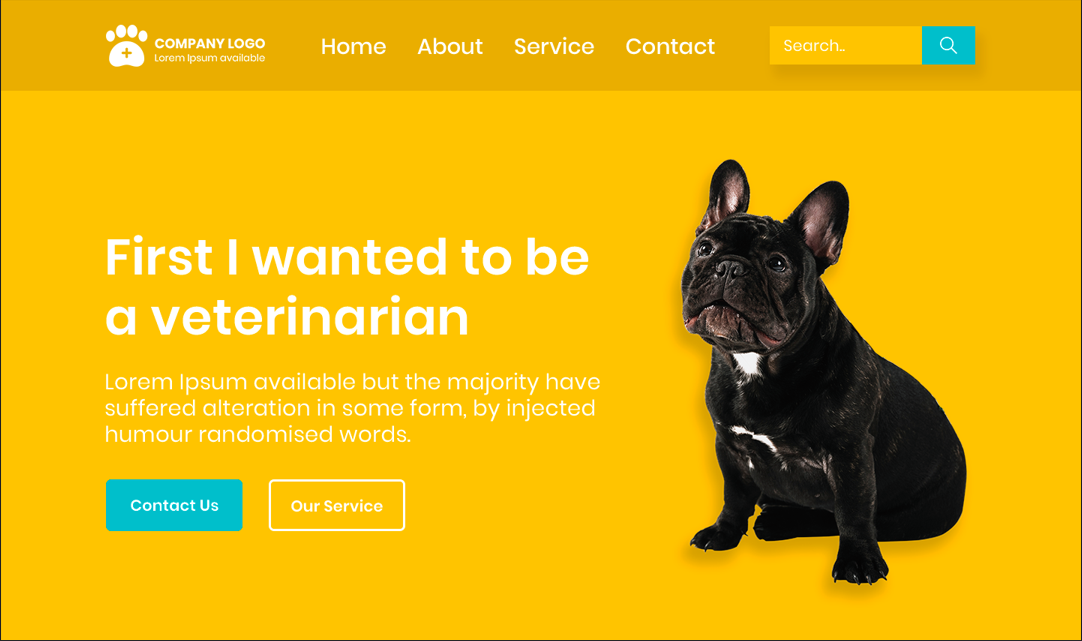 COMPANY LOGO
Lorem Ipsum available
Home About Service Contact
Search..
First I wanted to be
a veterinarian
Lorem Ipsum available but the majority have
suffered alteration in some form, by injected
humour randomised words.
Contact Us
Our Service